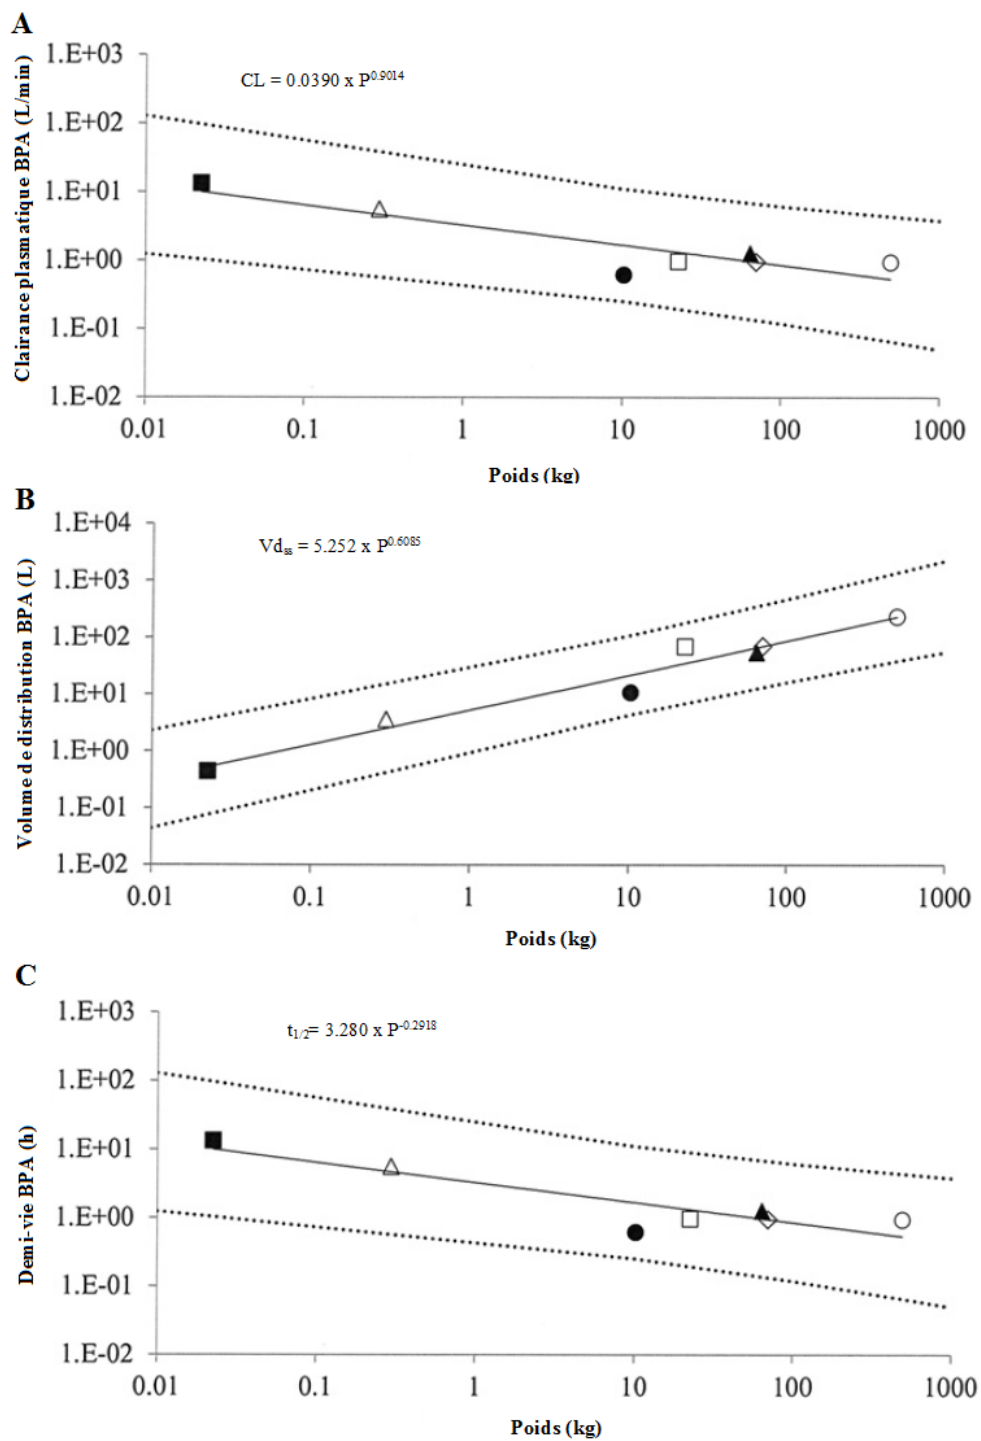 A
Clairance plasmatique BPA (L/min)
CL = 0.0390 x P^0.9014
1.E+03
1.E+02
1.E+01
1.E+00
1.E-01
1.E-02
0.01 0.1 1 10 100 1000
Poids (kg)
B
Volume de distribution BPA (L)
Vdss = 5.252 x P^0.6085
1.E+04
1.E+03
1.E+02
1.E+01
1.E+00
1.E-01
1.E-02
0.01 0.1 1 10 100 1000
Poids (kg)
C
Demi-vie BPA (h)
t1/2= 3.280 x P^-0.2918
1.E+03
1.E+02
1.E+01
1.E+00
1.E-01
1.E-02
0.01 0.1 1 10 100 1000
Poids (kg)